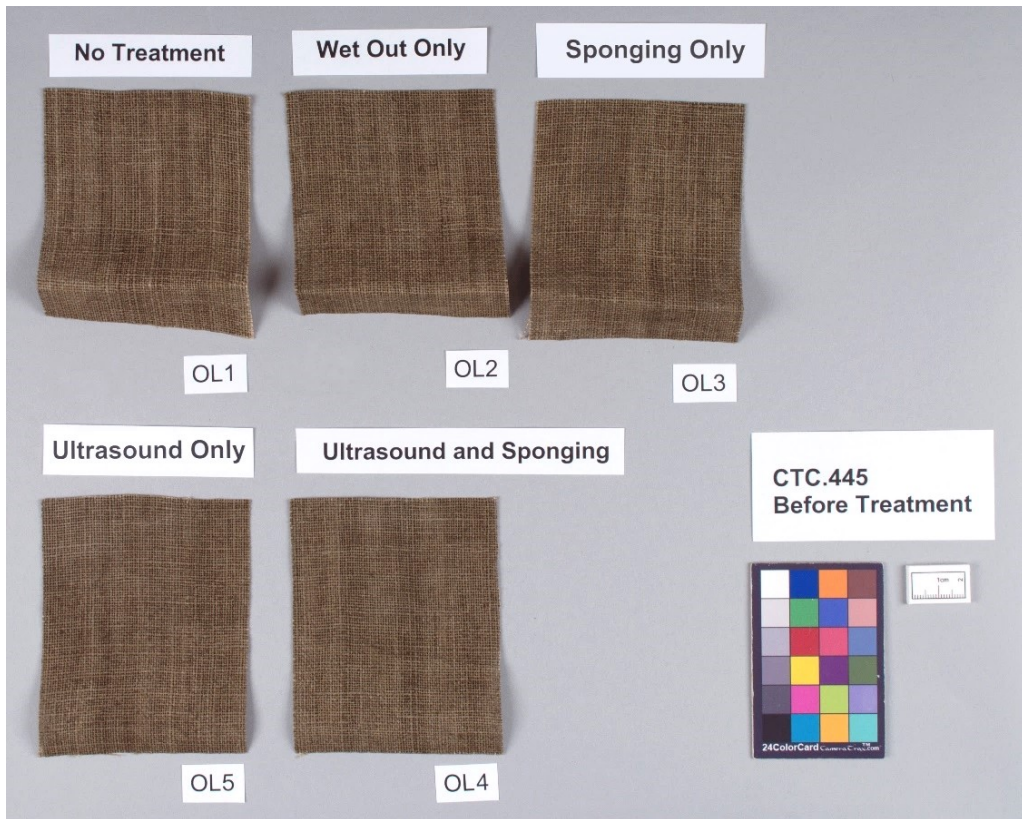 No Treatment
Wet Out Only
Sponging Only
OL1
OL2
OL3
Ultrasound Only
Ultrasound and Sponging
CTC.445
Before Treatment
1cm
24ColorCard
OL5
OL4